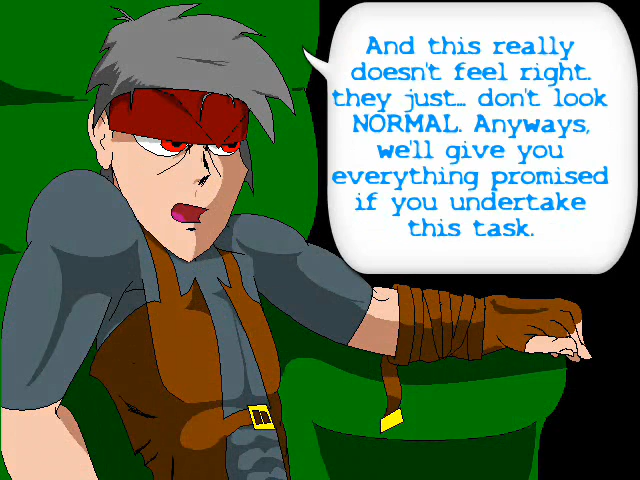 And this really
doesn't feel right.
they just... don't look
NORMAL. Anyways,
we'll give you
everything promised
if you undertake
this task.